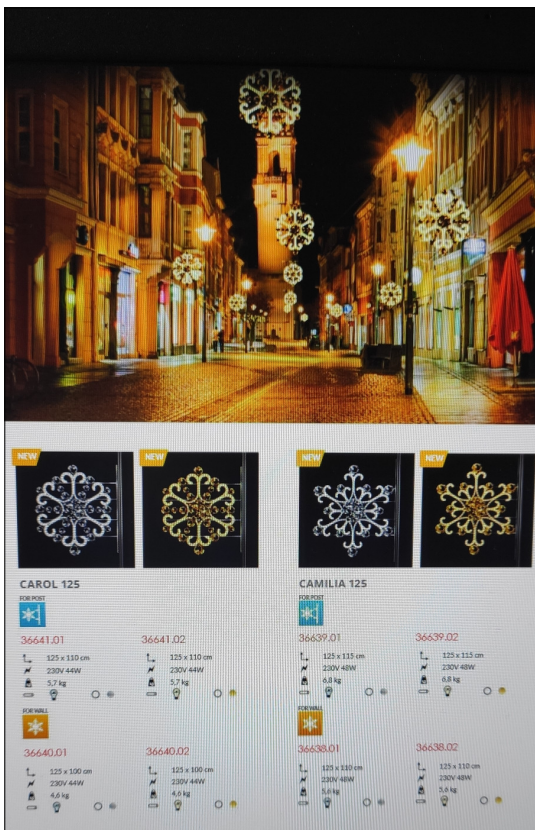 NEW
NEW
NEW
NEW
CAROL 125
CAMILIA 125
FOR POST
FOR POST
36641.01
36641.02
36639.01
36639.02
125 x 110 cm
125 x 110 cm
125 x 115 cm
125 x 115 cm
230V 44W
230V 44W
230V 48W
230V 48W
5,7 kg
5,7 kg
6,8 kg
6,8 kg
FOR WALL
FOR WALL
36640.01
36640.02
36638.01
36638.02
125 x 100 cm
125 x 100 cm
125 x 110 cm
125 x 110 cm
230V 44W
230V 44W
230V 48W
230V 48W
4,6 kg
4,6 kg
5,6 kg
5,6 kg